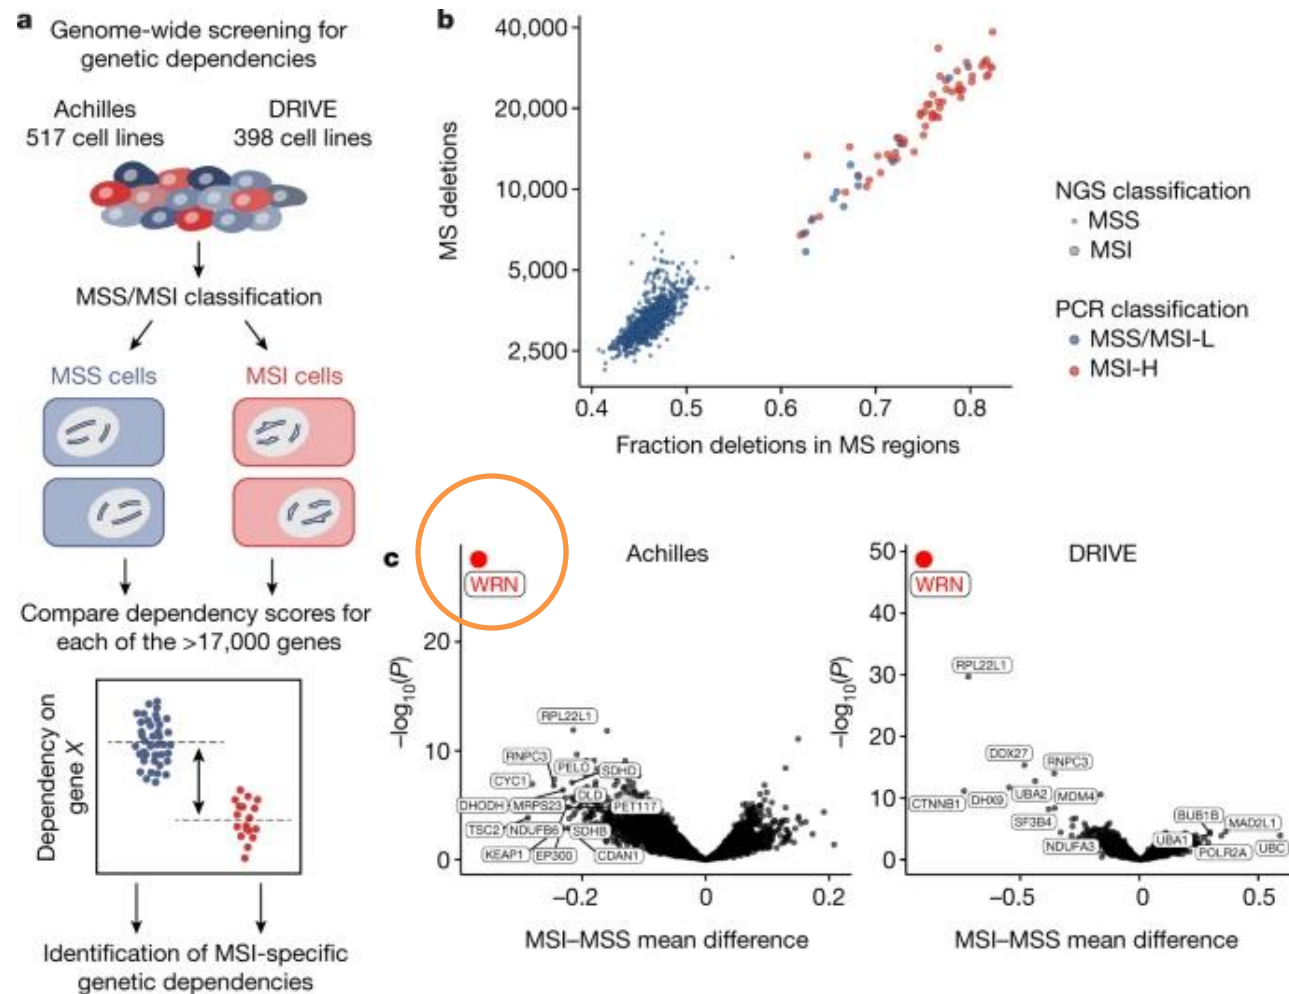 a
Genome-wide screening for
genetic dependencies
Achilles
517 cell lines
DRIVE
398 cell lines
MSS/MSI classification
MSS cells
MSI cells
Compare dependency scores for
each of the >17,000 genes
Dependency on
gene X
Identification of MSI-specific
genetic dependencies
b
MS deletions
40,000
20,000
10,000
5,000
2,500
0.4
0.5
0.6
0.7
0.8
Fraction deletions in MS regions
NGS classification
MSS
MSI
PCR classification
MSS/MSI-L
MSI-H
c
Achilles
–log10(P)
20
10
0
WRN
RPL22L1
RNPC3
PELO
SDHD
CYC1
DLD
DHODH
MRPS23
PET117
TSC2
NDUFB6
SDHB
KEAP1
EP300
CDAN1
–0.2
0
0.2
MSI–MSS mean difference
DRIVE
–log10(P)
50
40
30
20
10
0
WRN
RPL22L1
DDX27
RNPC3
CTNNB1
DHX9
UBA2
MDM4
SF3B4
NDUFA3
BUB1B
MAD2L1
UBA1
POLR2A
UBC
–0.5
0
0.5
MSI–MSS mean difference